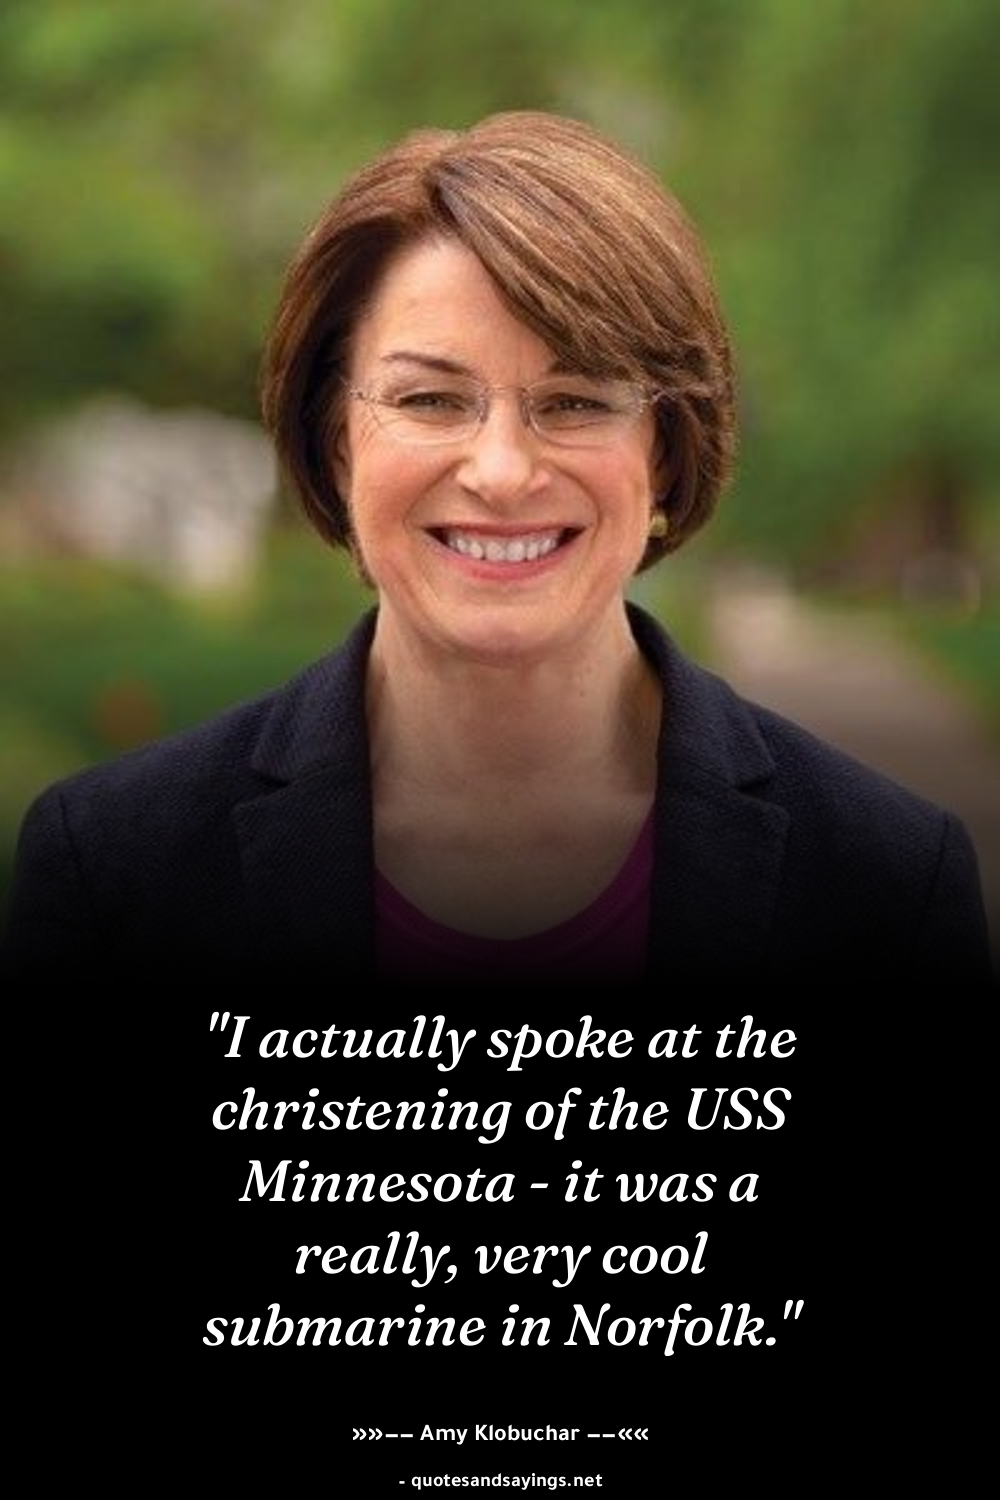 "I actually spoke at the
christening of the USS
Minnesota - it was a
really, very cool
submarine in Norfolk."
»»–– Amy Klobuchar ––««
- quotesandsayings.net